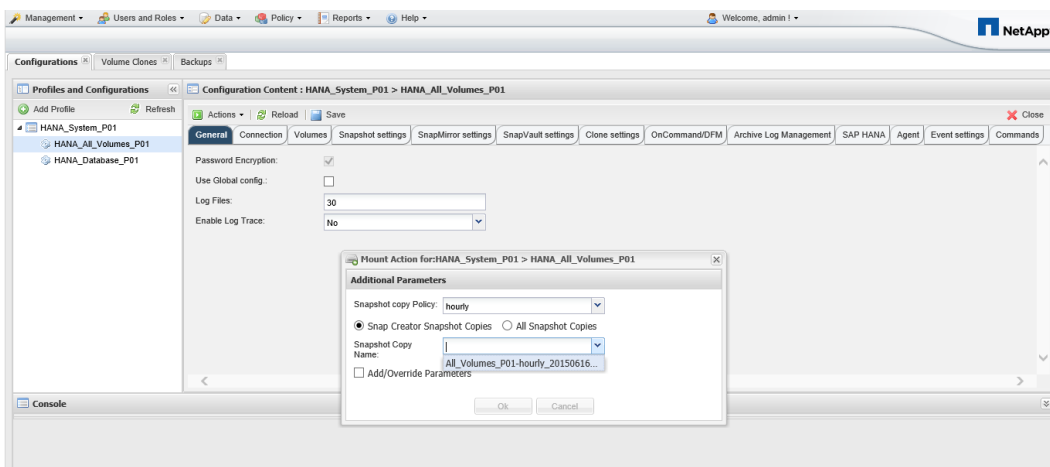 Management Users and Roles Data Policy Reports Help Welcome, admin !
NetApp
Configurations Volume Clones Backups
Profiles and Configurations
Configuration Content : HANA_System_P01 > HANA_All_Volumes_P01
Add Profile Refresh
Actions Reload Save Close
HANA_System_P01
HANA_All_Volumes_P01
HANA_Database_P01
General Connection Volumes Snapshot settings SnapMirror settings SnapVault settings Clone settings OnCommand/DFM Archive Log Management SAP HANA Agent Event settings Commands
Password Encryption:
Use Global config.:
Log Files: 30
Enable Log Trace: No
Mount Action for:HANA_System_P01 > HANA_All_Volumes_P01
Additional Parameters
Snapshot copy Policy: hourly
Snap Creator Snapshot Copies All Snapshot Copies
Snapshot Copy
Name:
All_Volumes_P01-hourly_20150616...
Add/Override Parameters
Ok Cancel
Console